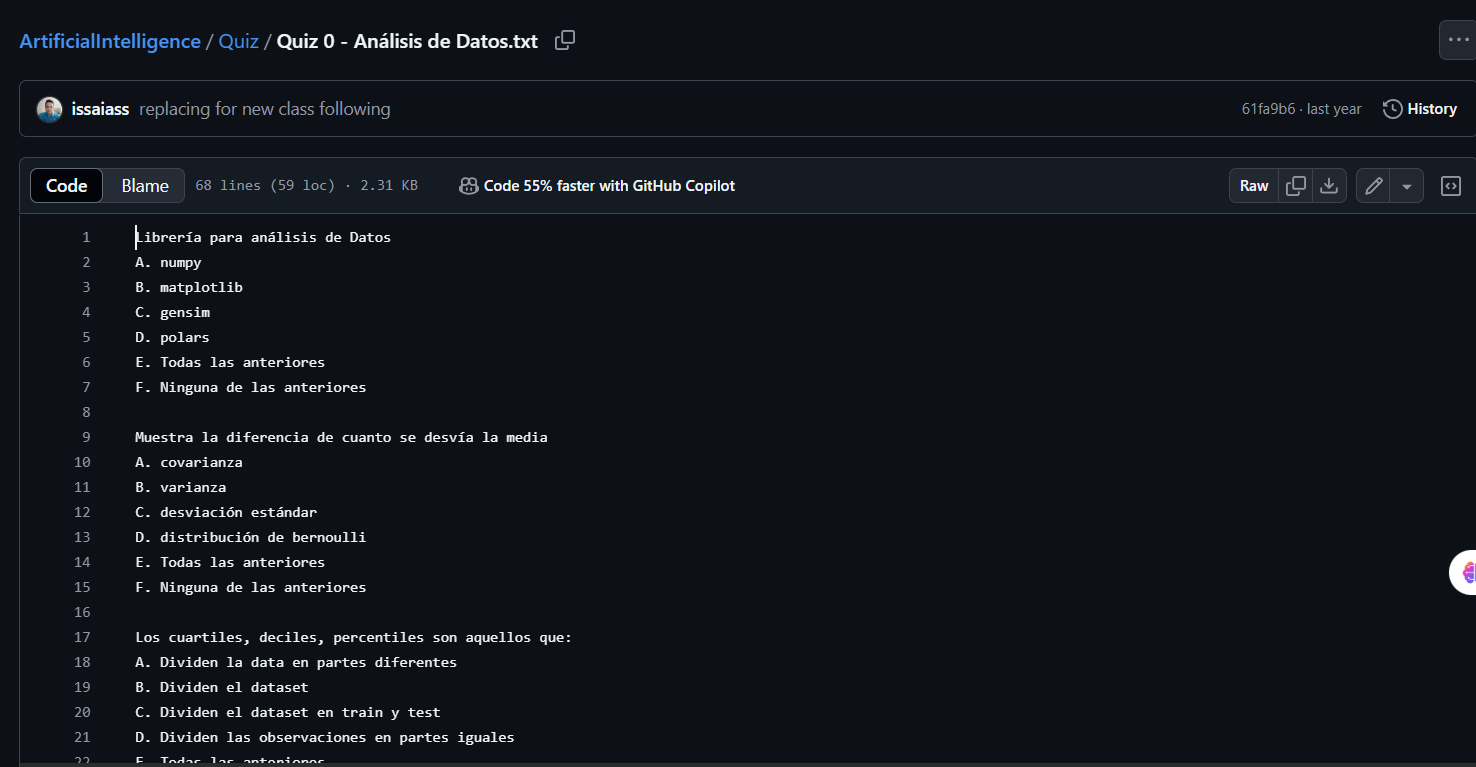 ArtificialIntelligence / Quiz / Quiz 0 - Análisis de Datos.txt
issaiass replacing for new class following 61fa9b6 · last year History
Code Blame 68 lines (59 loc) · 2.31 KB Code 55% faster with GitHub Copilot Raw
1 Librería para análisis de Datos
2 A. numpy
3 B. matplotlib
4 C. gensim
5 D. polars
6 E. Todas las anteriores
7 F. Ninguna de las anteriores
8
9 Muestra la diferencia de cuanto se desvía la media
10 A. covarianza
11 B. varianza
12 C. desviación estándar
13 D. distribución de bernoulli
14 E. Todas las anteriores
15 F. Ninguna de las anteriores
16
17 Los cuartiles, deciles, percentiles son aquellos que:
18 A. Dividen la data en partes diferentes
19 B. Dividen el dataset
20 C. Dividen el dataset en train y test
21 D. Dividen las observaciones en partes iguales
22 E. Todas las anteriores